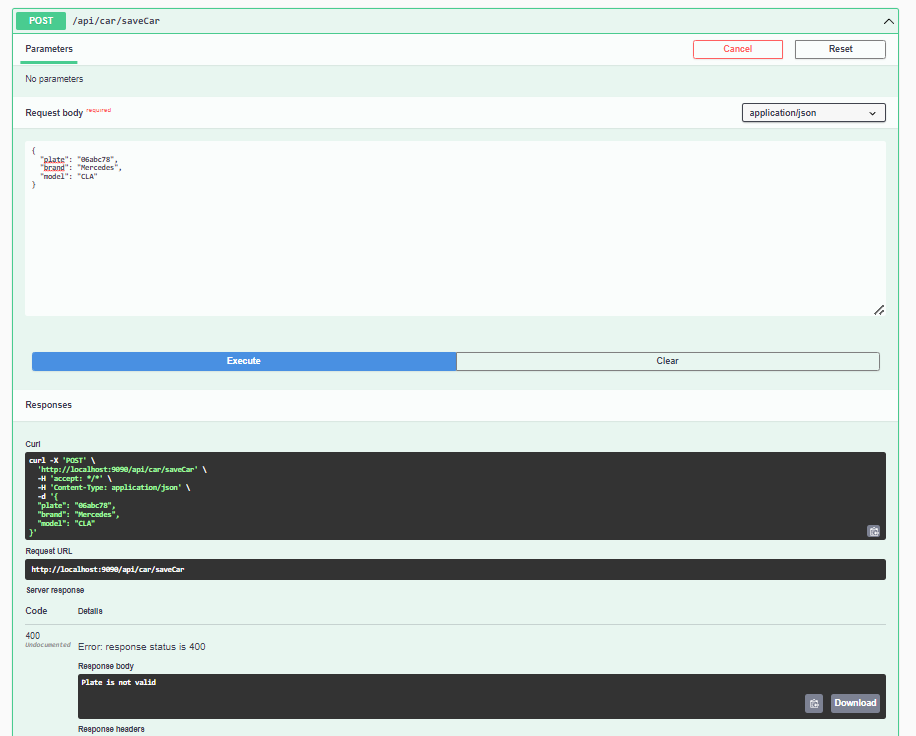 POST /api/car/saveCar
Parameters
Cancel
Reset
No parameters
Request body required
application/json
{
  "plate": "06abc78",
  "brand": "Mercedes",
  "model": "CLA"
}
Execute
Clear
Responses
Curl
curl -X 'POST' \
  'http://localhost:9090/api/car/saveCar' \
  -H 'accept: */*' \
  -H 'Content-Type: application/json' \
  -d '{
  "plate": "06abc78",
  "brand": "Mercedes",
  "model": "CLA"
}'
Request URL
http://localhost:9090/api/car/saveCar
Server response
Code Details
400
Undocumented
Error: response status is 400
Response body
Plate is not valid
Download
Response headers